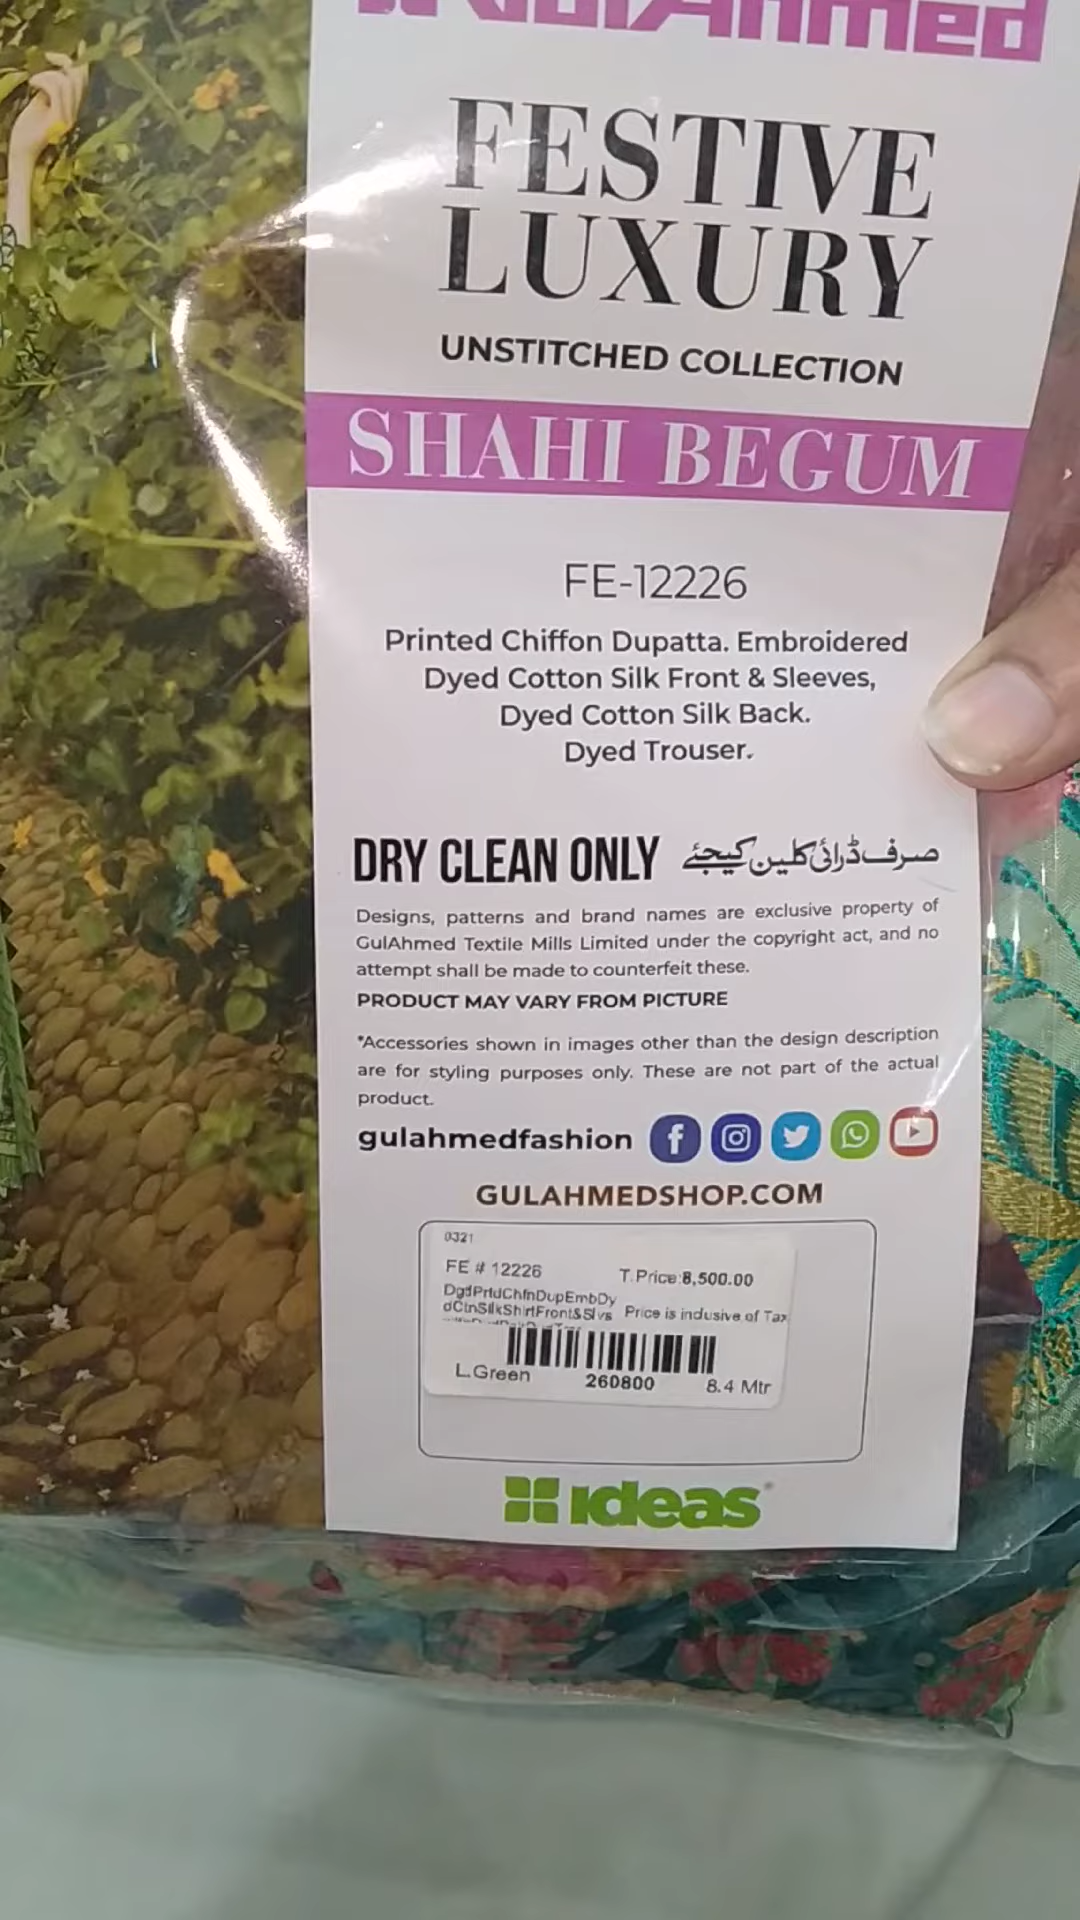 GulAhmed
FESTIVE
LUXURY
UNSTITCHED COLLECTION
SHAHI BEGUM
FE-12226
Printed Chiffon Dupatta. Embroidered
Dyed Cotton Silk Front & Sleeves,
Dyed Cotton Silk Back.
Dyed Trouser.
DRY CLEAN ONLY صرف ڈرائی کلین کیجئے
Designs, patterns and brand names are exclusive property of
GulAhmed Textile Mills Limited under the copyright act, and no
attempt shall be made to counterfeit these.
PRODUCT MAY VARY FROM PICTURE
*Accessories shown in images other than the design description
are for styling purposes only. These are not part of the actual
product.
gulahmedfashion
GULAHMEDSHOP.COM
0321
FE # 12226 T.Price:8,500.00
DgdPrtdChfnDupEmbDy
dCtnSilkShirtFront&Slvs Price is inclusive of Tax
L.Green 260800 8.4 Mtr
ideas